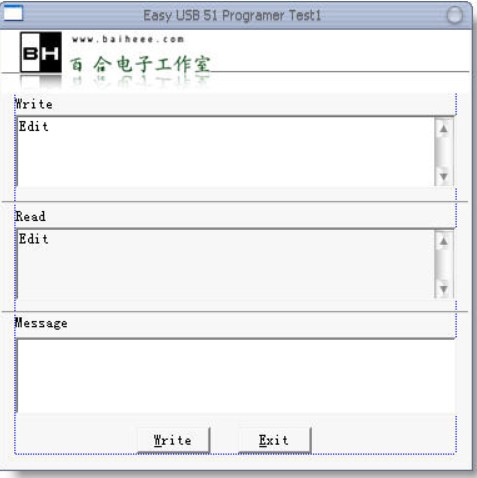 Easy USB 51 Programer Test1
www.baiheee.com
BH
百合电子工作室
Write
Edit
Read
Edit
Message
Write
Exit